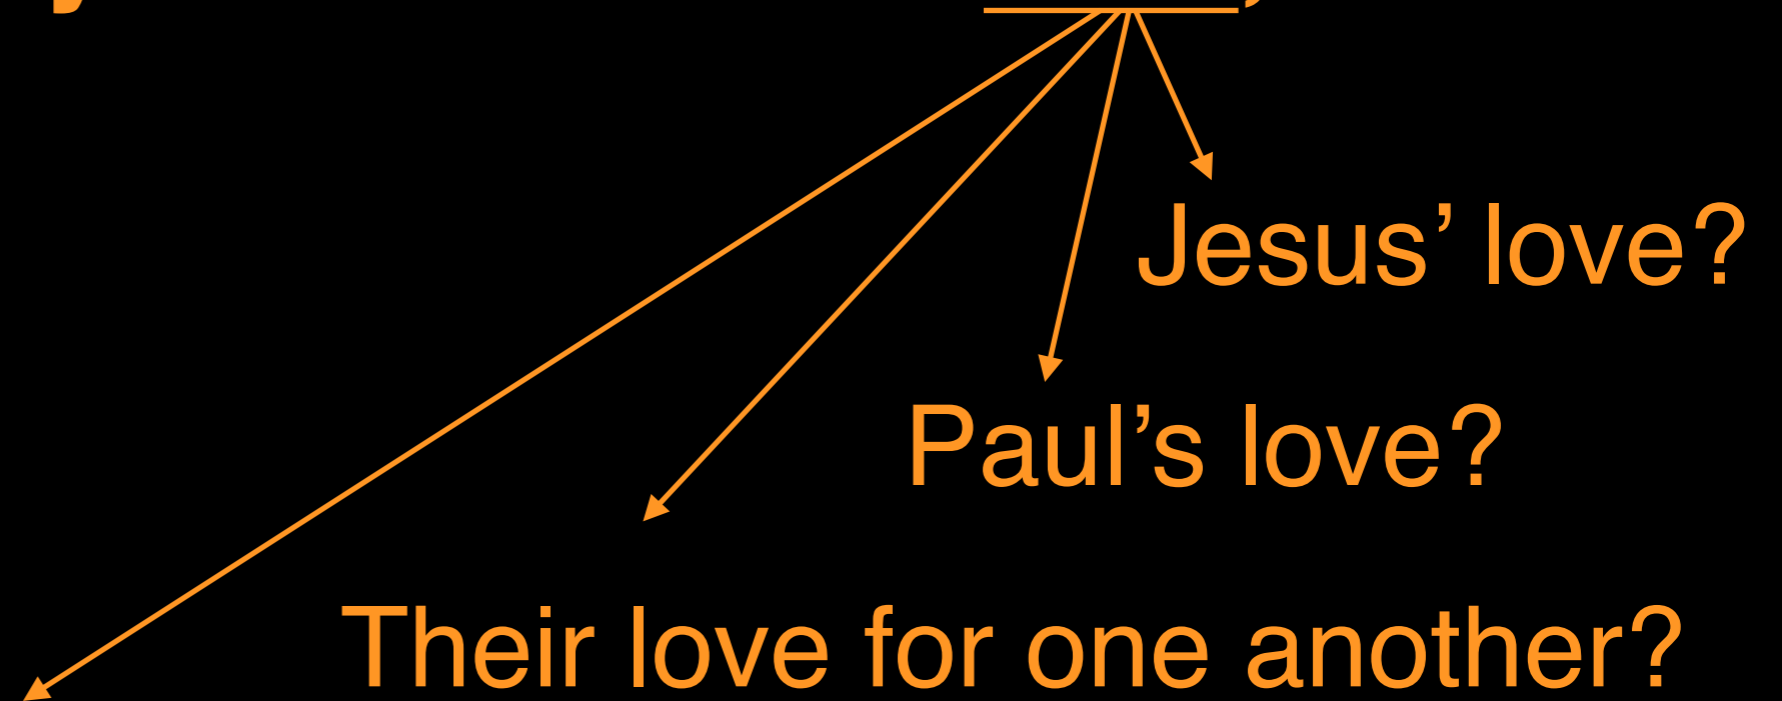 Jesus’ love?
Paul’s love?
Their love for one another?